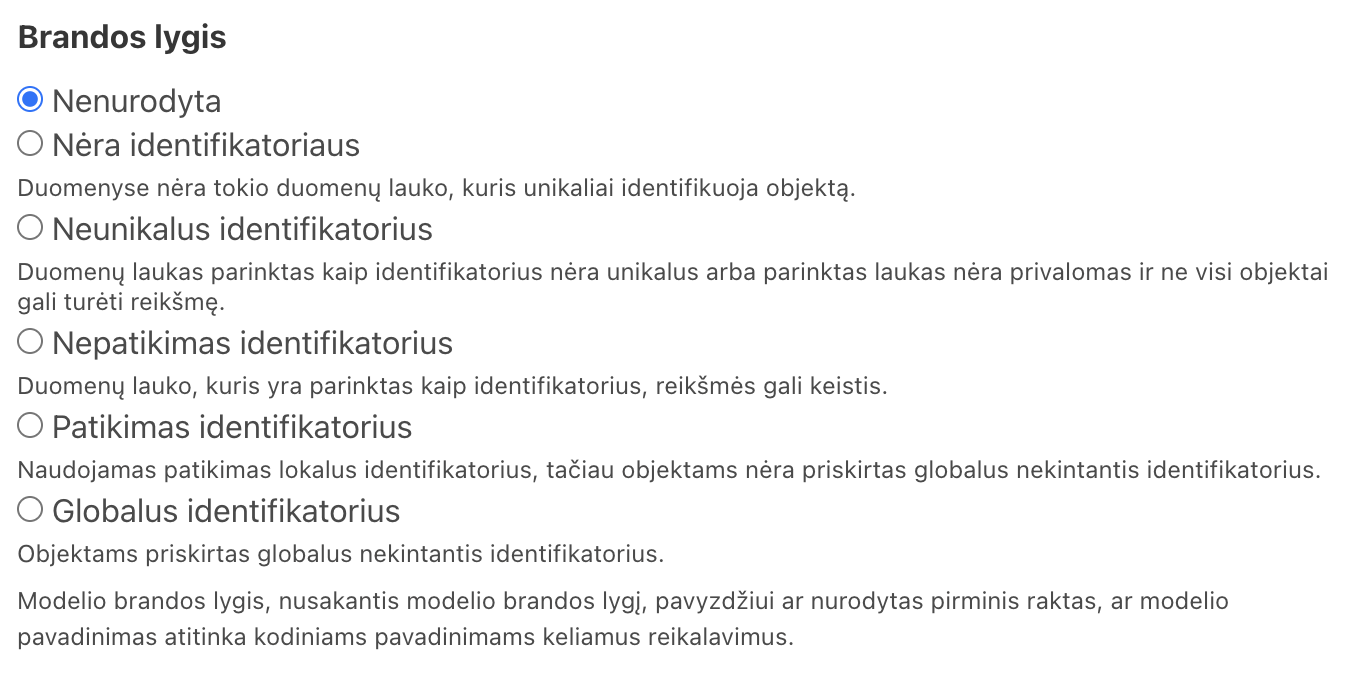 Brandos lygis
Nenurodyta
Nėra identifikatoriaus
Duomenyse nėra tokio duomenų lauko, kuris unikaliai identifikuoja objektą.
Neunikalus identifikatorius
Duomenų laukas parinktas kaip identifikatorius nėra unikalus arba parinktas laukas nėra privalomas ir ne visi objektai
gali turėti reikšmę.
Nepatikimas identifikatorius
Duomenų lauko, kuris yra parinktas kaip identifikatorius, reikšmės gali keistis.
Patikimas identifikatorius
Naudojamas patikimas lokalus identifikatorius, tačiau objektams nėra priskirtas globalus nekintantis identifikatorius.
Globalus identifikatorius
Objektams priskirtas globalus nekintantis identifikatorius.
Modelio brandos lygis, nusakantis modelio brandos lygį, pavyzdžiui ar nurodytas pirminis raktas, ar modelio
pavadinimas atitinka kodiniams pavadinimams keliamus reikalavimus.